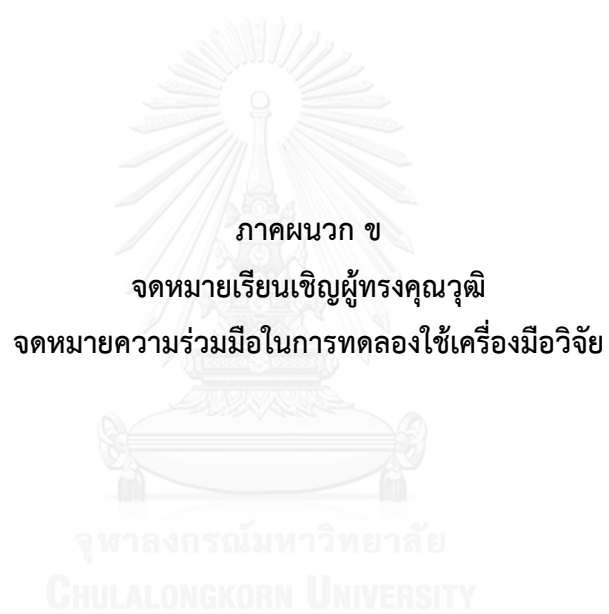 ภาคผนวก ข
จดหมายเรียนเชิญผู้ทรงคุณวุฒิ
จดหมายความร่วมมือในการทดลองใช้เครื่องมือวิจัย
จุฬาลงกรณ์มหาวิทยาลัย
CHULALONGKORN UNIVERSITY